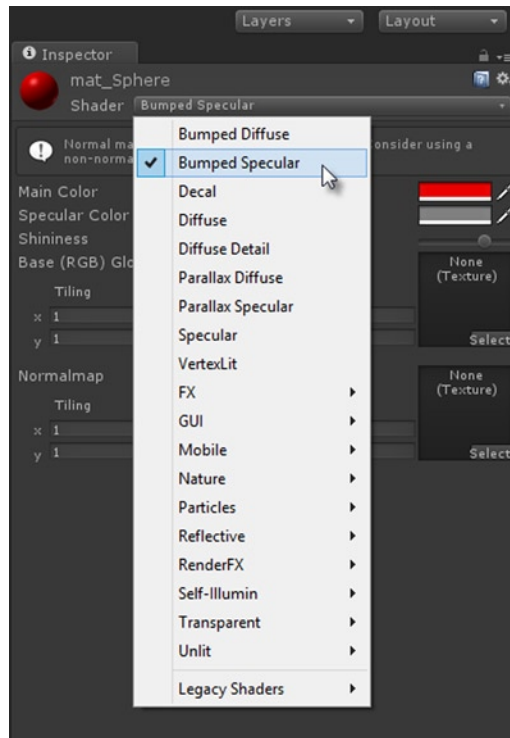 Layers
Layout
Inspector
mat_Sphere
Shader Bumped Specular
Normal ma
onsider using a
non-norma
Bumped Diffuse
Bumped Specular
Decal
Diffuse
Diffuse Detail
Parallax Diffuse
Parallax Specular
Specular
VertexLit
FX
GUI
Mobile
Nature
Particles
Reflective
RenderFX
Self-Illumin
Transparent
Unlit
Legacy Shaders
Main Color
Specular Color
Shininess
Base (RGB) Glo
None
(Texture)
Tiling
x 1
y 1
Select
Normalmap
None
(Texture)
Tiling
x 1
y 1
Select